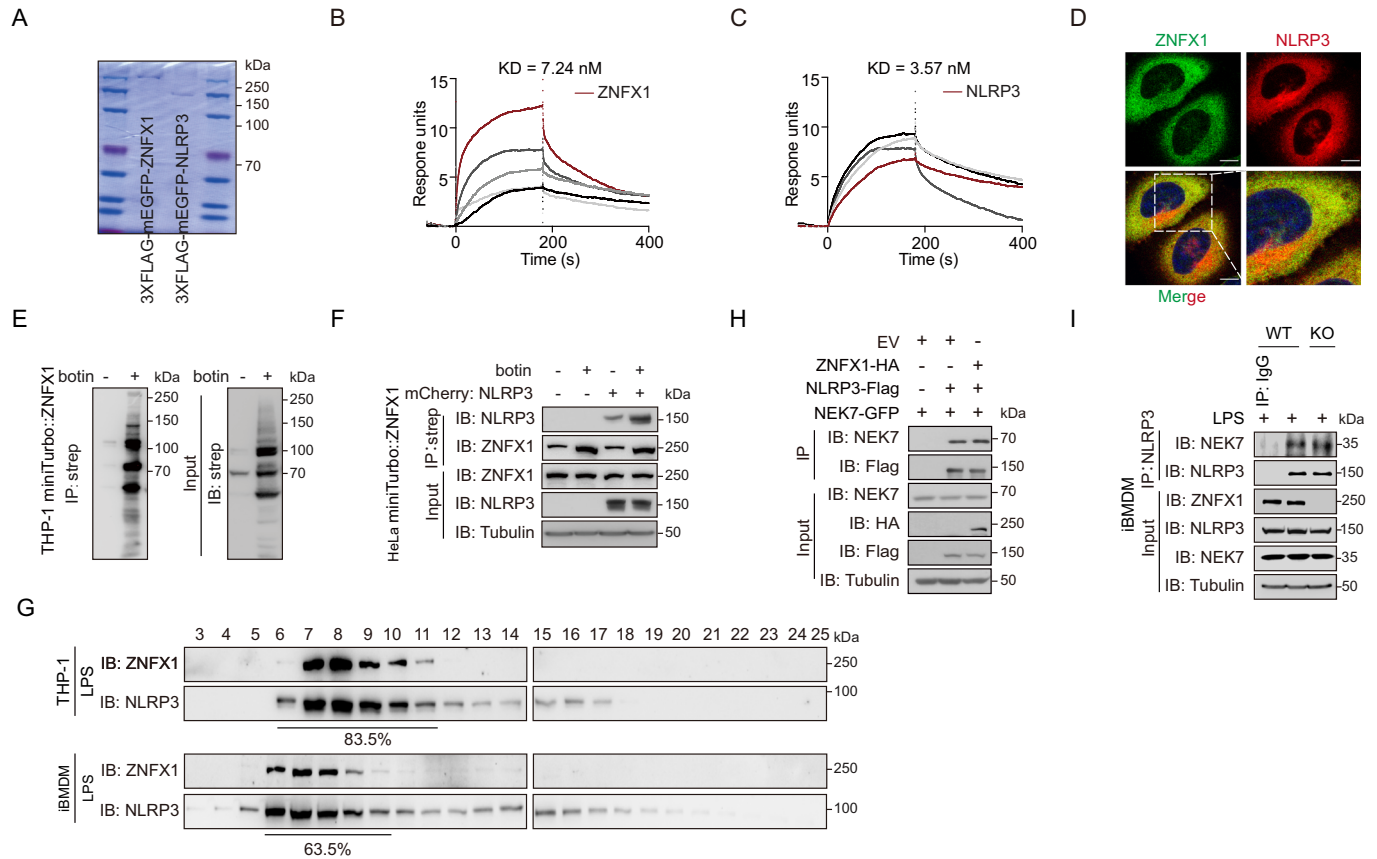 A
kDa
250
150
100
70
3XFLAG-mEGFP-ZNFX1
3XFLAG-mEGFP-NLRP3
B
KD = 7.24 nM
ZNFX1
Respone units
15
10
5
0
200
400
Time (s)
C
KD = 3.57 nM
NLRP3
Respone units
15
10
5
0
200
400
Time (s)
D
ZNFX1
NLRP3
Merge
E
THP-1 miniTurbo::ZNFX1
botin - + kDa
IP: strep
250
150
100
70
botin - + kDa
Input
IB: strep
250
150
100
70
F
HeLa miniTurbo::ZNFX1
botin - + - +
mCherry: NLRP3 - - + + kDa
IP: strep
IB: NLRP3 150
IB: ZNFX1 250
Input
IB: ZNFX1 250
IB: NLRP3 150
IB: Tubulin 50
H
EV + + -
ZNFX1-HA - - +
NLRP3-Flag - + +
NEK7-GFP + + + kDa
IP
IB: NEK7 70
IB: Flag 150
Input
IB: NEK7 70
IB: HA 250
IB: Flag 150
IB: Tubulin 50
I
WT KO
IP: IgG
LPS + + + kDa
iBMDM
IP: NLRP3
IB: NEK7 35
IB: NLRP3 150
Input
IB: ZNFX1 250
IB: NLRP3 150
IB: NEK7 35
IB: Tubulin 50
G
3 4 5 6 7 8 9 10 11 12 13 14 15 16 17 18 19 20 21 22 23 24 25 kDa
THP-1
LPS
IB: ZNFX1 250
IB: NLRP3 100
83.5%
iBMDM
LPS
IB: ZNFX1 250
IB: NLRP3 100
63.5%